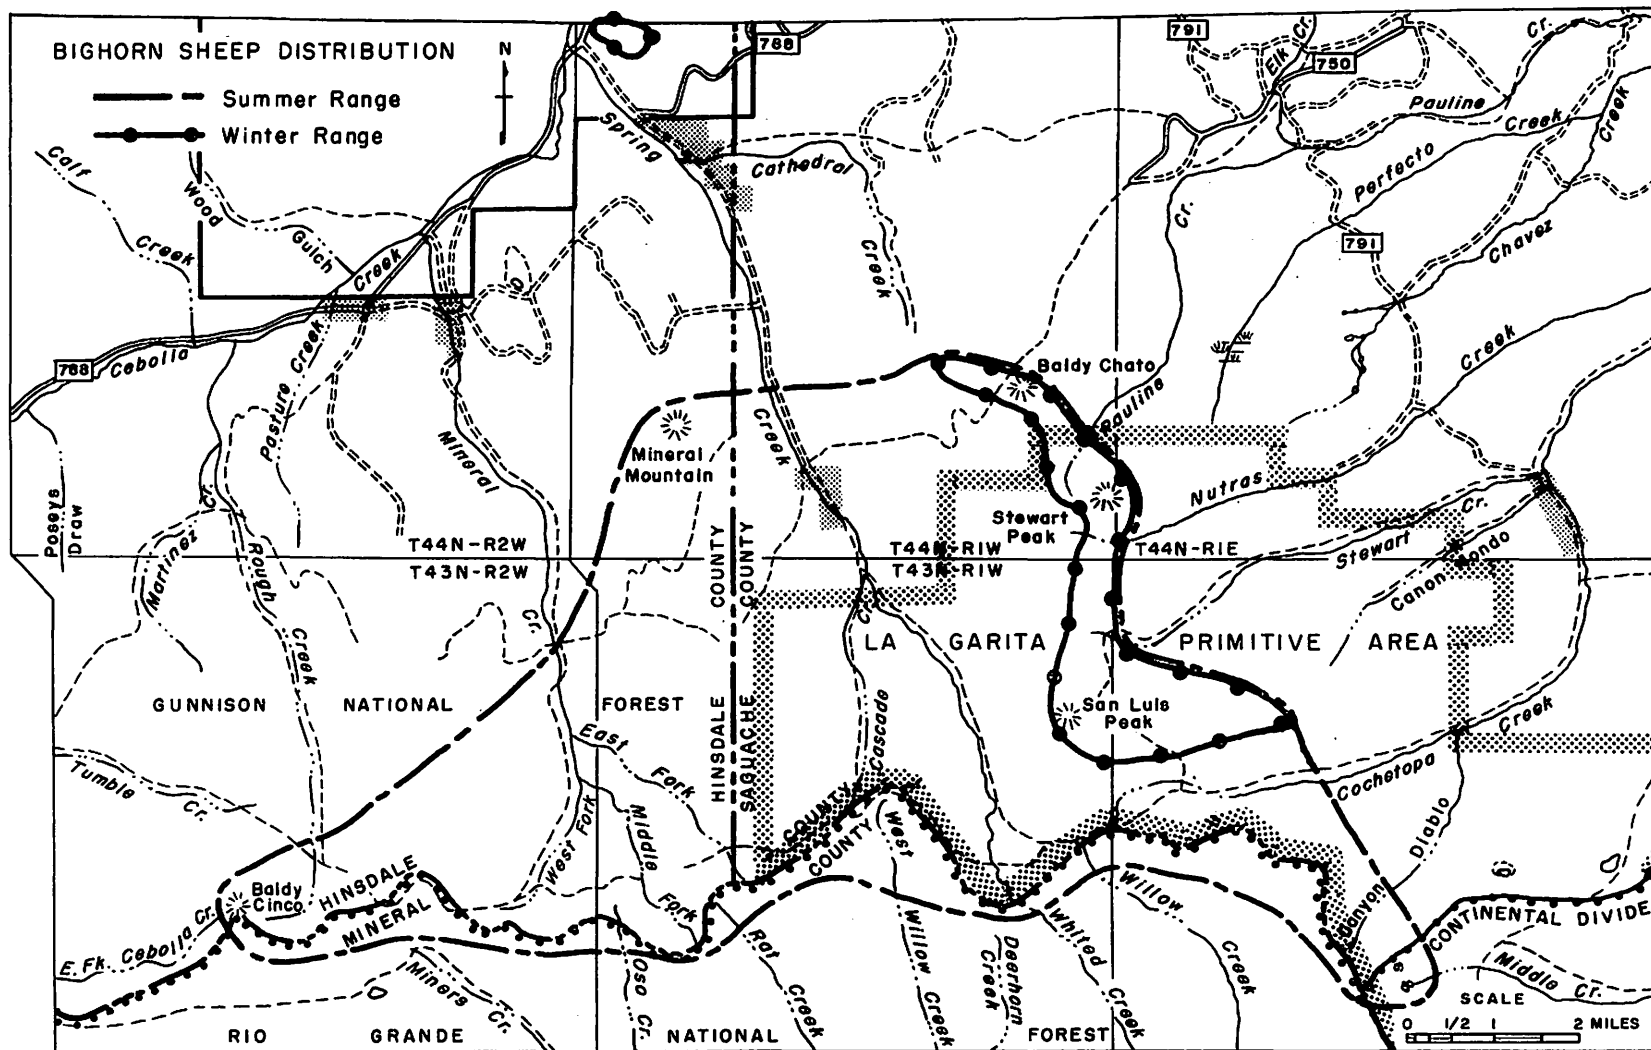 BIGHORN SHEEP DISTRIBUTION
Summer Range
Winter Range
N
788
791
750
Elk Cr.
Cr.
Pauline
Creek
Creek
Perfecto
Spring
Cathedral
Creek
Calf
Creek
Wood
Gulch
Creek
Cr.
791
Chavez
Creek
788
Cebolla
Pasture Creek
Baldy Chato
Pauline
Mineral
Mineral
Mountain
Creek
Nutras
Cr.
Stewart
Peak
Stewart
Canon Hondo
Poseys
Draw
Martinez
Cr.
Rough
Creek
T44N-R2W
T43N-R2W
COUNTY
COUNTY
T44N-R1W
T43N-R1W
T44N-R1E
Cr.
Cr.
LA GARITA PRIMITIVE AREA
GUNNISON NATIONAL FOREST
San Luis
Peak
East
Fork
HINSDALE
SAGUACHE
Cascade
Creek
Cochetopa
Tumble
Cr.
West Fork
Middle
Fork
COUNTY
COUNTY
West
Willow Creek
Diablo
Canyon
Baldy
Cinco
HINSDALE
MINERAL
E. Fk. Cebolla Cr.
Willow
Creek
Whited
Creek
Deerhorn
Creek
Rat
Creek
Oso Cr.
Miners
Cr.
CONTINENTAL DIVIDE
Middle
Cr.
SCALE
0 1/2 1 2 MILES
RIO GRANDE NATIONAL FOREST